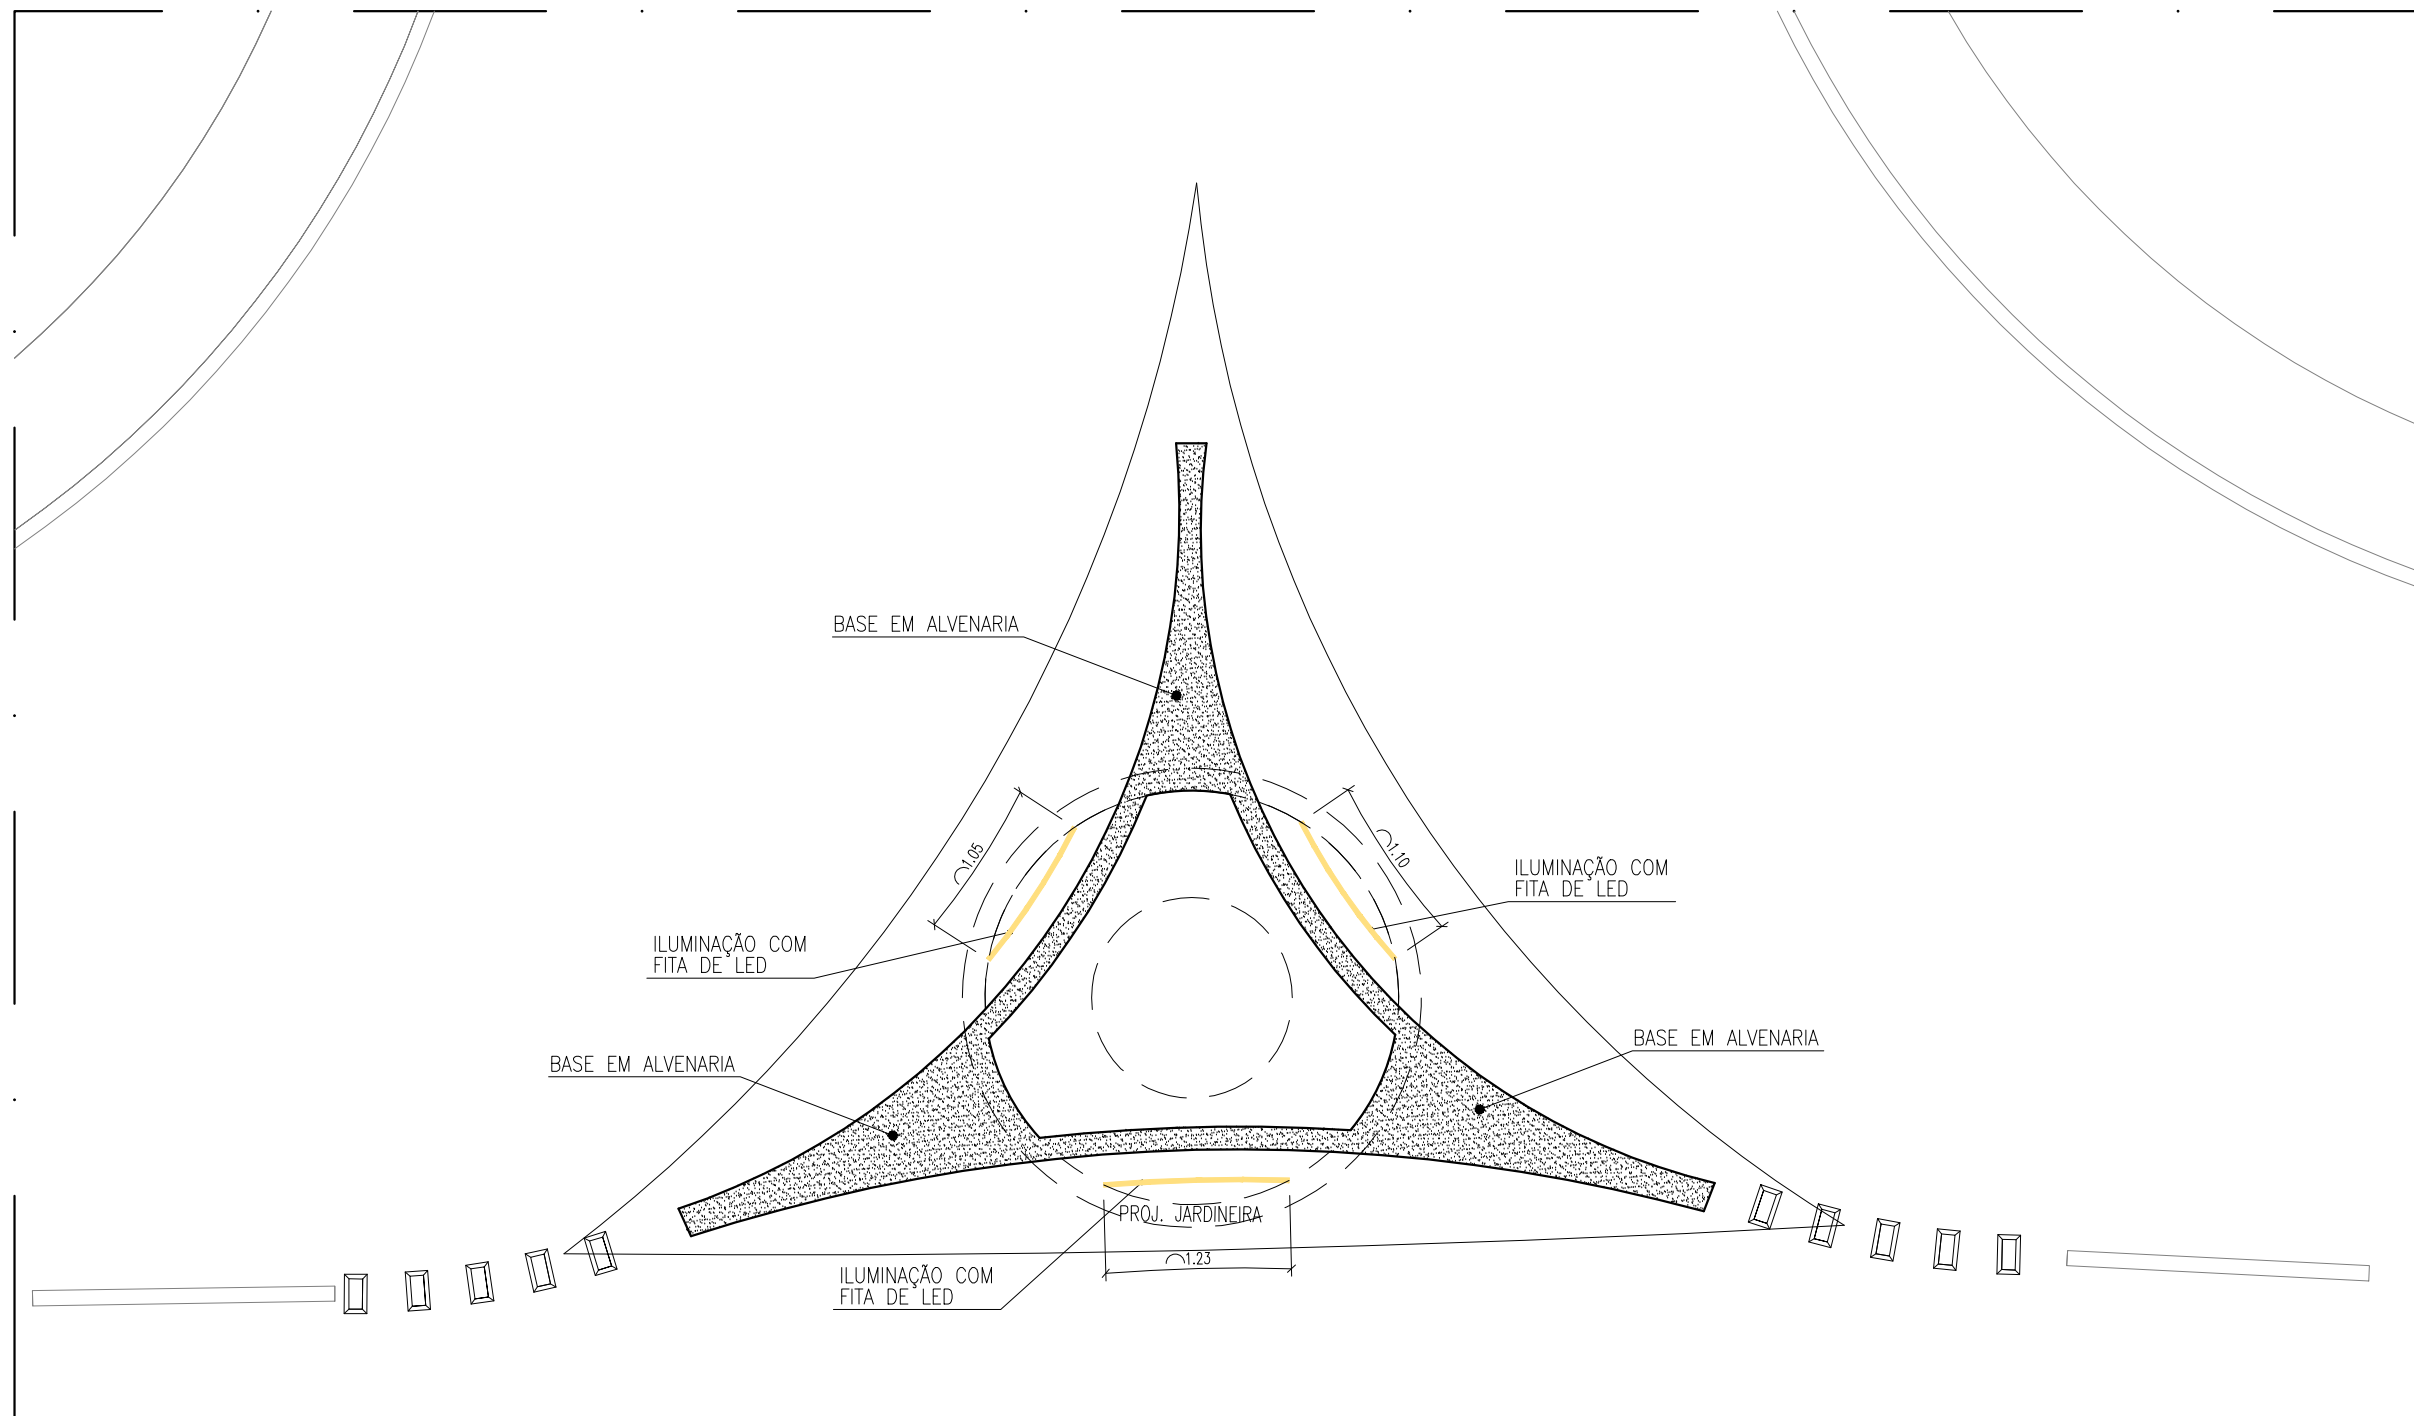 BASE EM ALVENARIA
1.05
1.10
ILUMINAÇÃO COM
FITA DE LED
ILUMINAÇÃO COM
FITA DE LED
BASE EM ALVENARIA
BASE EM ALVENARIA
PROJ. JARDINEIRA
1.23
ILUMINAÇÃO COM
FITA DE LED